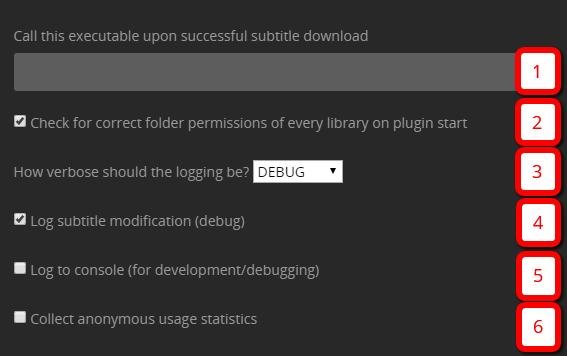 Call this executable upon successful subtitle download
1
Check for correct folder permissions of every library on plugin start 2
How verbose should the logging be? DEBUG 3
Log subtitle modification (debug) 4
Log to console (for development/debugging) 5
Collect anonymous usage statistics 6